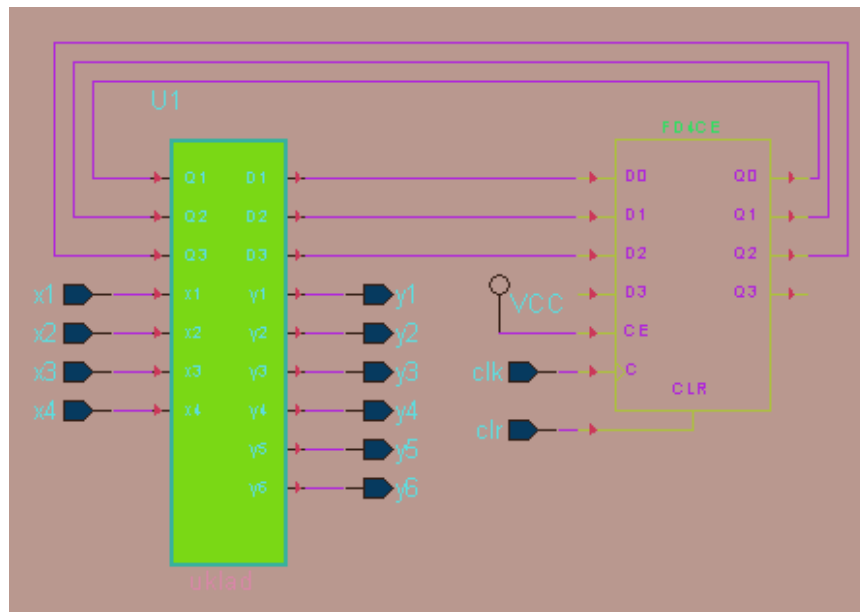 U1
FD4CE
Q1 D1
Q2 D2
Q3 D3
x1 x1 y1 y1
x2 x2 y2 y2
x3 x3 y3 y3
x4 x4 y4 y4
y5 y5
y6 y6
D0 Q0
D1 Q1
D2 Q2
VCC D3 Q3
CE
clk C
CLR
clr